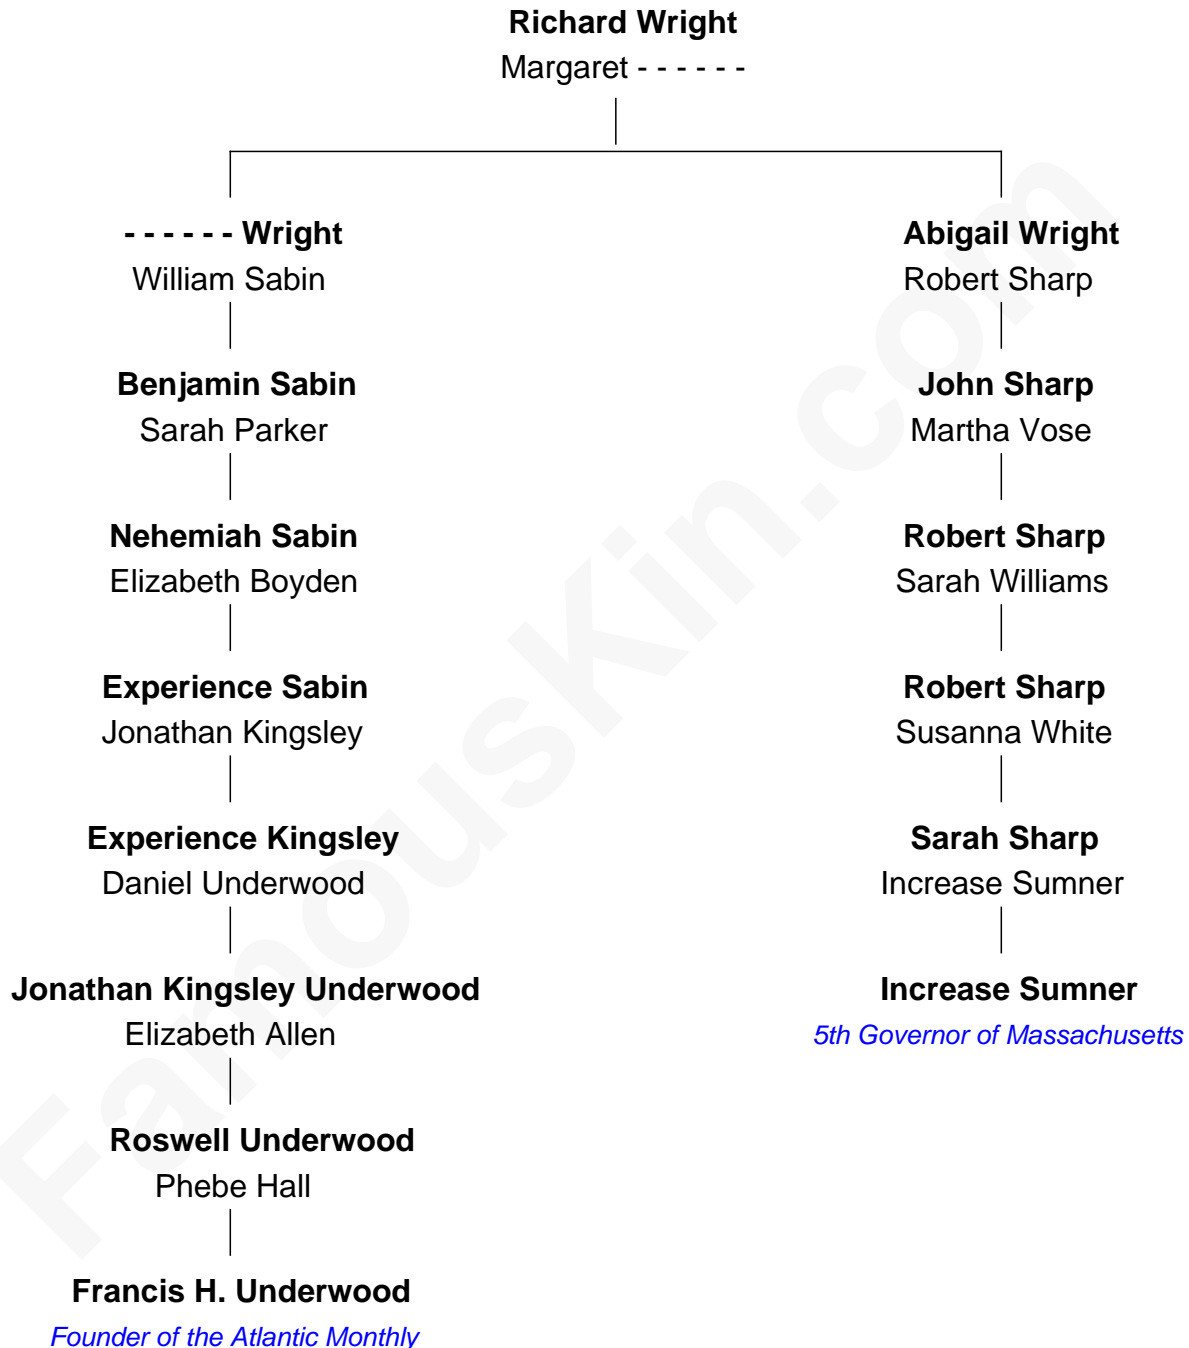 Richard Wright
Margaret - - - - - -
- - - - - - Wright
William Sabin
Abigail Wright
Robert Sharp
Benjamin Sabin
Sarah Parker
John Sharp
Martha Vose
Nehemiah Sabin
Elizabeth Boyden
Robert Sharp
Sarah Williams
Experience Sabin
Jonathan Kingsley
Robert Sharp
Susanna White
Experience Kingsley
Daniel Underwood
Sarah Sharp
Increase Sumner
Jonathan Kingsley Underwood
Elizabeth Allen
Increase Sumner
5th Governor of Massachusetts
Roswell Underwood
Phebe Hall
Francis H. Underwood
Founder of the Atlantic Monthly
FamousKin.com